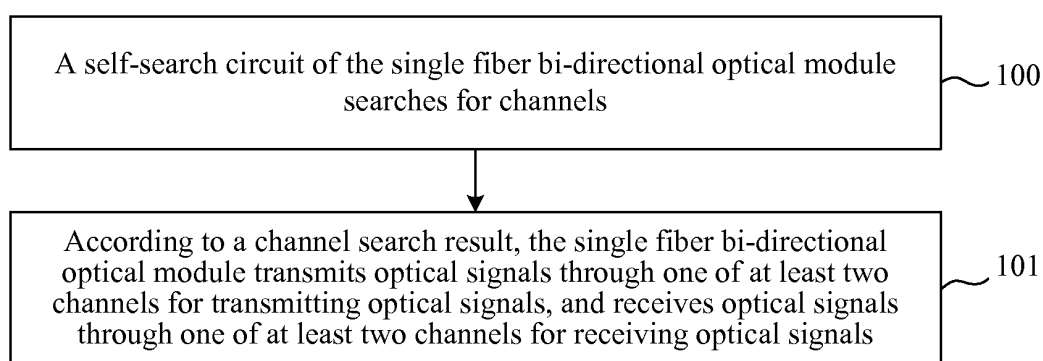 A self-search circuit of the single fiber bi-directional optical module
searches for channels
100
According to a channel search result, the single fiber bi-directional
optical module transmits optical signals through one of at least two
channels for transmitting optical signals, and receives optical signals
through one of at least two channels for receiving optical signals
101